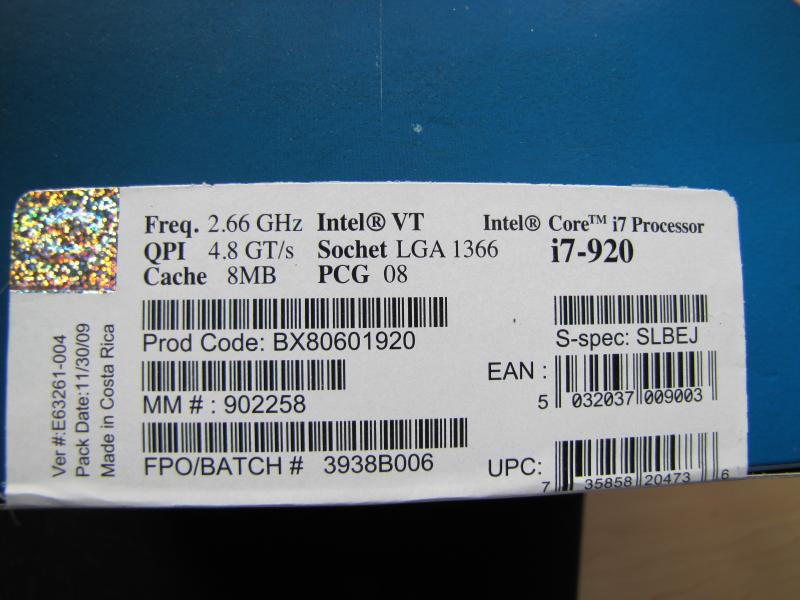 Freq. 2.66 GHz Intel® VT Intel® Core™ i7 Processor
QPI 4.8 GT/s Sochet LGA 1366 i7-920
Cache 8MB PCG 08
Prod Code: BX80601920
S-spec: SLBEJ
MM # : 902258
EAN : 5 032037 009003
FPO/BATCH # 3938B006
UPC: 7 35858 20473 6
Ver #:E63261-004
Pack Date:11/30/09
Made in Costa Rica